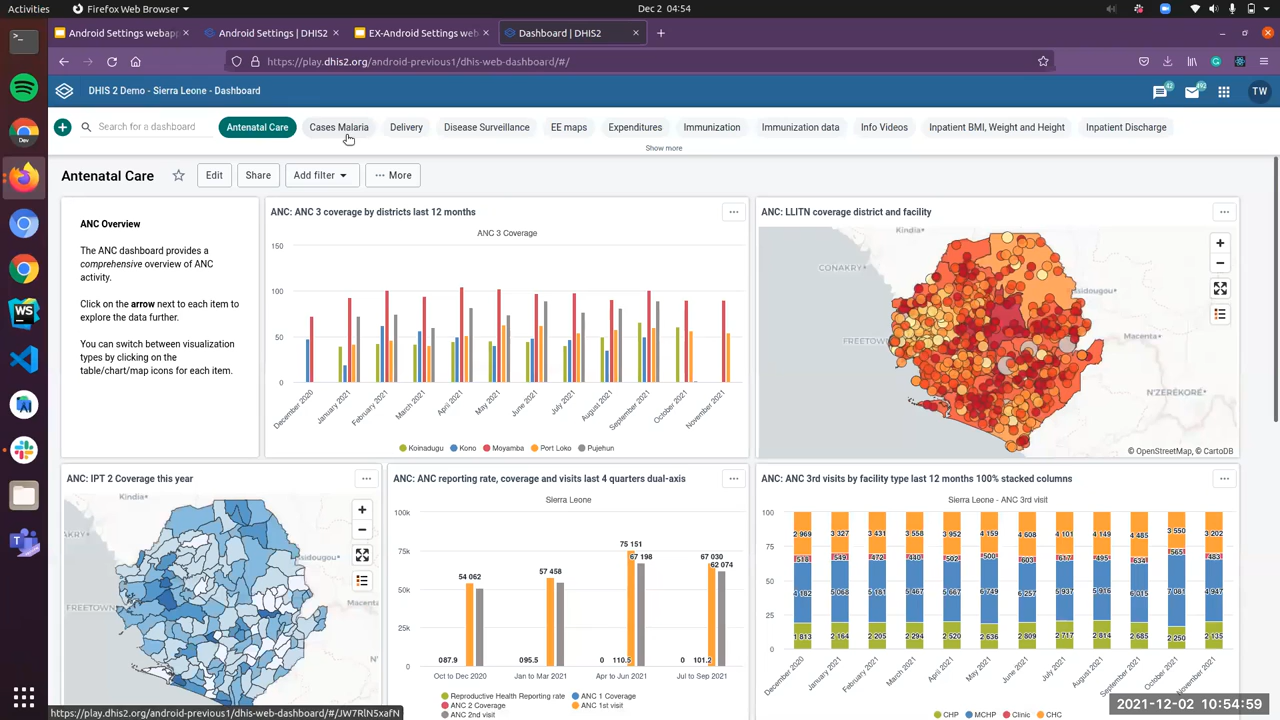 Activities
Firefox Web Browser
Dec 2 04:54
Android Settings webapp
Android Settings | DHIS2
EX-Android Settings web
Dashboard | DHIS2
https://play.dhis2.org/android-previous1/dhis-web-dashboard/#/
DHIS 2 Demo - Sierra Leone - Dashboard
TW
Search for a dashboard
Antenatal Care
Cases Malaria
Delivery
Disease Surveillance
EE maps
Expenditures
Immunization
Immunization data
Info Videos
Inpatient BMI, Weight and Height
Inpatient Discharge
Show more
Antenatal Care
Edit
Share
Add filter
More
ANC Overview
The ANC dashboard provides a
comprehensive overview of ANC
activity.
Click on the arrow next to each item to
explore the data further.
You can switch between visualization
types by clicking on the
table/chart/map icons for each item.
ANC: ANC 3 coverage by districts last 12 months
ANC 3 Coverage
150
100
50
0
December 2020
January 2021
February 2021
March 2021
April 2021
May 2021
June 2021
July 2021
August 2021
September 2021
October 2021
November 2021
Koinadugu Kono Moyamba Port Loko Pujehun
ANC: LLITN coverage district and facility
Kindia
CONAKRY
FREETOW
Macenta
N'ZÉRÉKORÉ
© OpenStreetMap, © CartoDB
ANC: IPT 2 Coverage this year
Kindia
FREETOWN
Macenta
ANC: ANC reporting rate, coverage and visits last 4 quarters dual-axis
Sierra Leone
100k
75k
50k
25k
0
54 062
57 458
75 151
67 198
67 030
62 074
087.9
095.5
0
110.5
0
101.2
Oct to Dec 2020
Jan to Mar 2021
Apr to Jun 2021
Jul to Sep 2021
Reproductive Health Reporting rate ANC 1 Coverage
ANC 2 Coverage ANC 1st visit
ANC 2nd visit
ANC: ANC 3rd visits by facility type last 12 months 100% stacked columns
Sierra Leone - ANC 3rd visit
100
75
50
25
0
2 969 3 327 3 431 3 558 3 952 4 159 4 608 4 101 4 149 4 485 3 550 3 202
518 549 472 440 502 500 603 617 495 634 565 483
5 068 5 181 5 467 5 667 5 937 5 916 7 081 4 947
1 813 2 164 2 205 2 294 2 520 2 636 2 809 2 717 2 814 2 685 2 250 2 135
December 2020
January 2021
February 2021
March 2021
April 2021
May 2021
June 2021
July 2021
August 2021
September 2021
October 2021
November 2021
CHP MCHP Clinic CHC
https://play.dhis2.org/android-previous1/dhis-web-dashboard/#/JW7RlN5xafN
2021-12-02 10:54:59